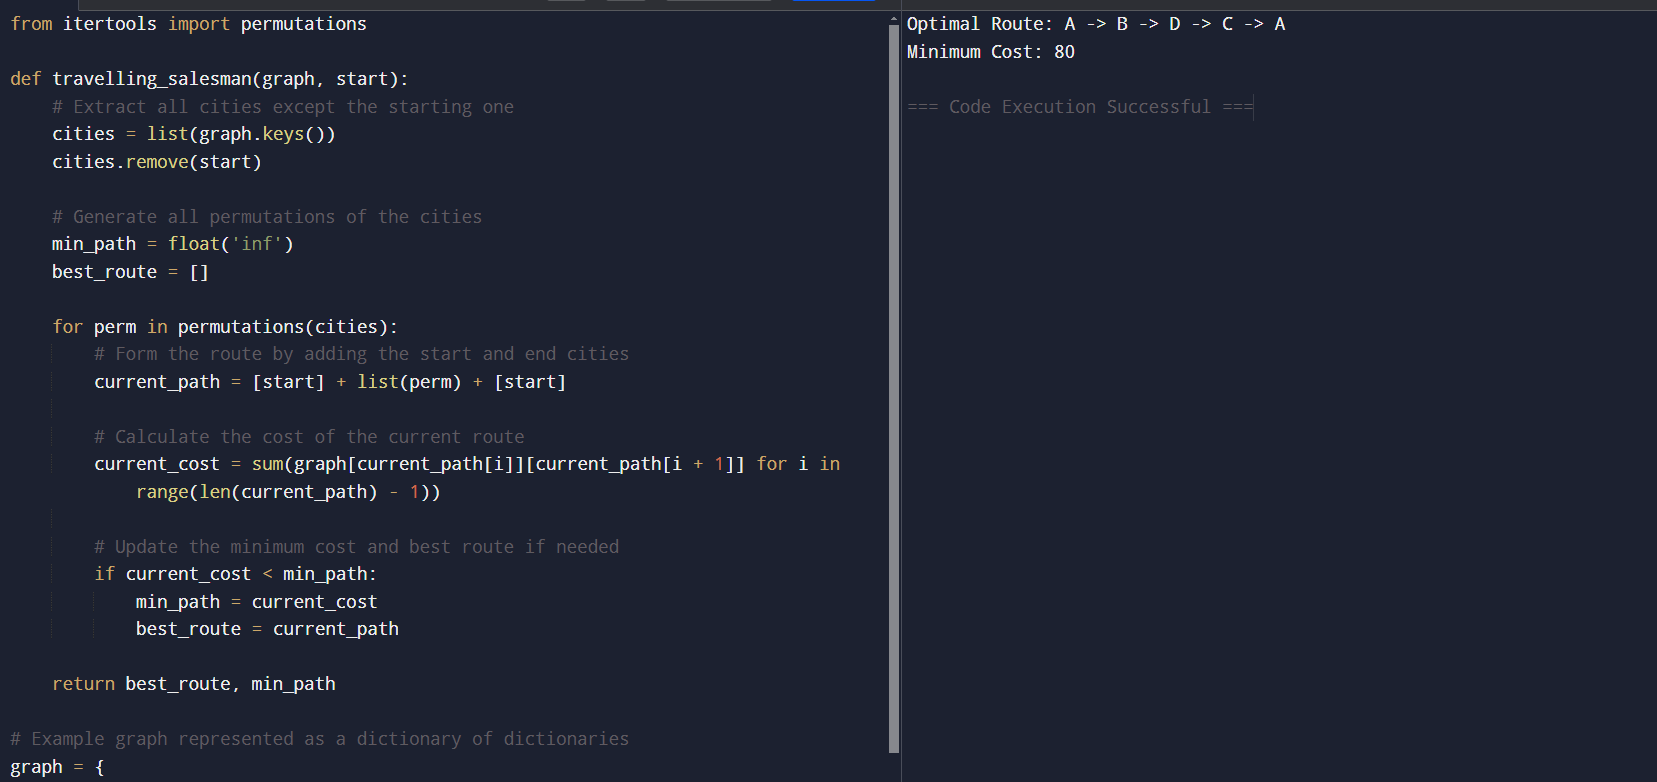 from itertools import permutations
def travelling_salesman(graph, start):
# Extract all cities except the starting one
cities = list(graph.keys())
cities.remove(start)
# Generate all permutations of the cities
min_path = float('inf')
best_route = []
for perm in permutations(cities):
# Form the route by adding the start and end cities
current_path = [start] + list(perm) + [start]
# Calculate the cost of the current route
current_cost = sum(graph[current_path[i]][current_path[i + 1]] for i in
range(len(current_path) - 1))
# Update the minimum cost and best route if needed
if current_cost < min_path:
min_path = current_cost
best_route = current_path
return best_route, min_path
# Example graph represented as a dictionary of dictionaries
graph = {
Optimal Route: A -> B -> D -> C -> A
Minimum Cost: 80
=== Code Execution Successful ===